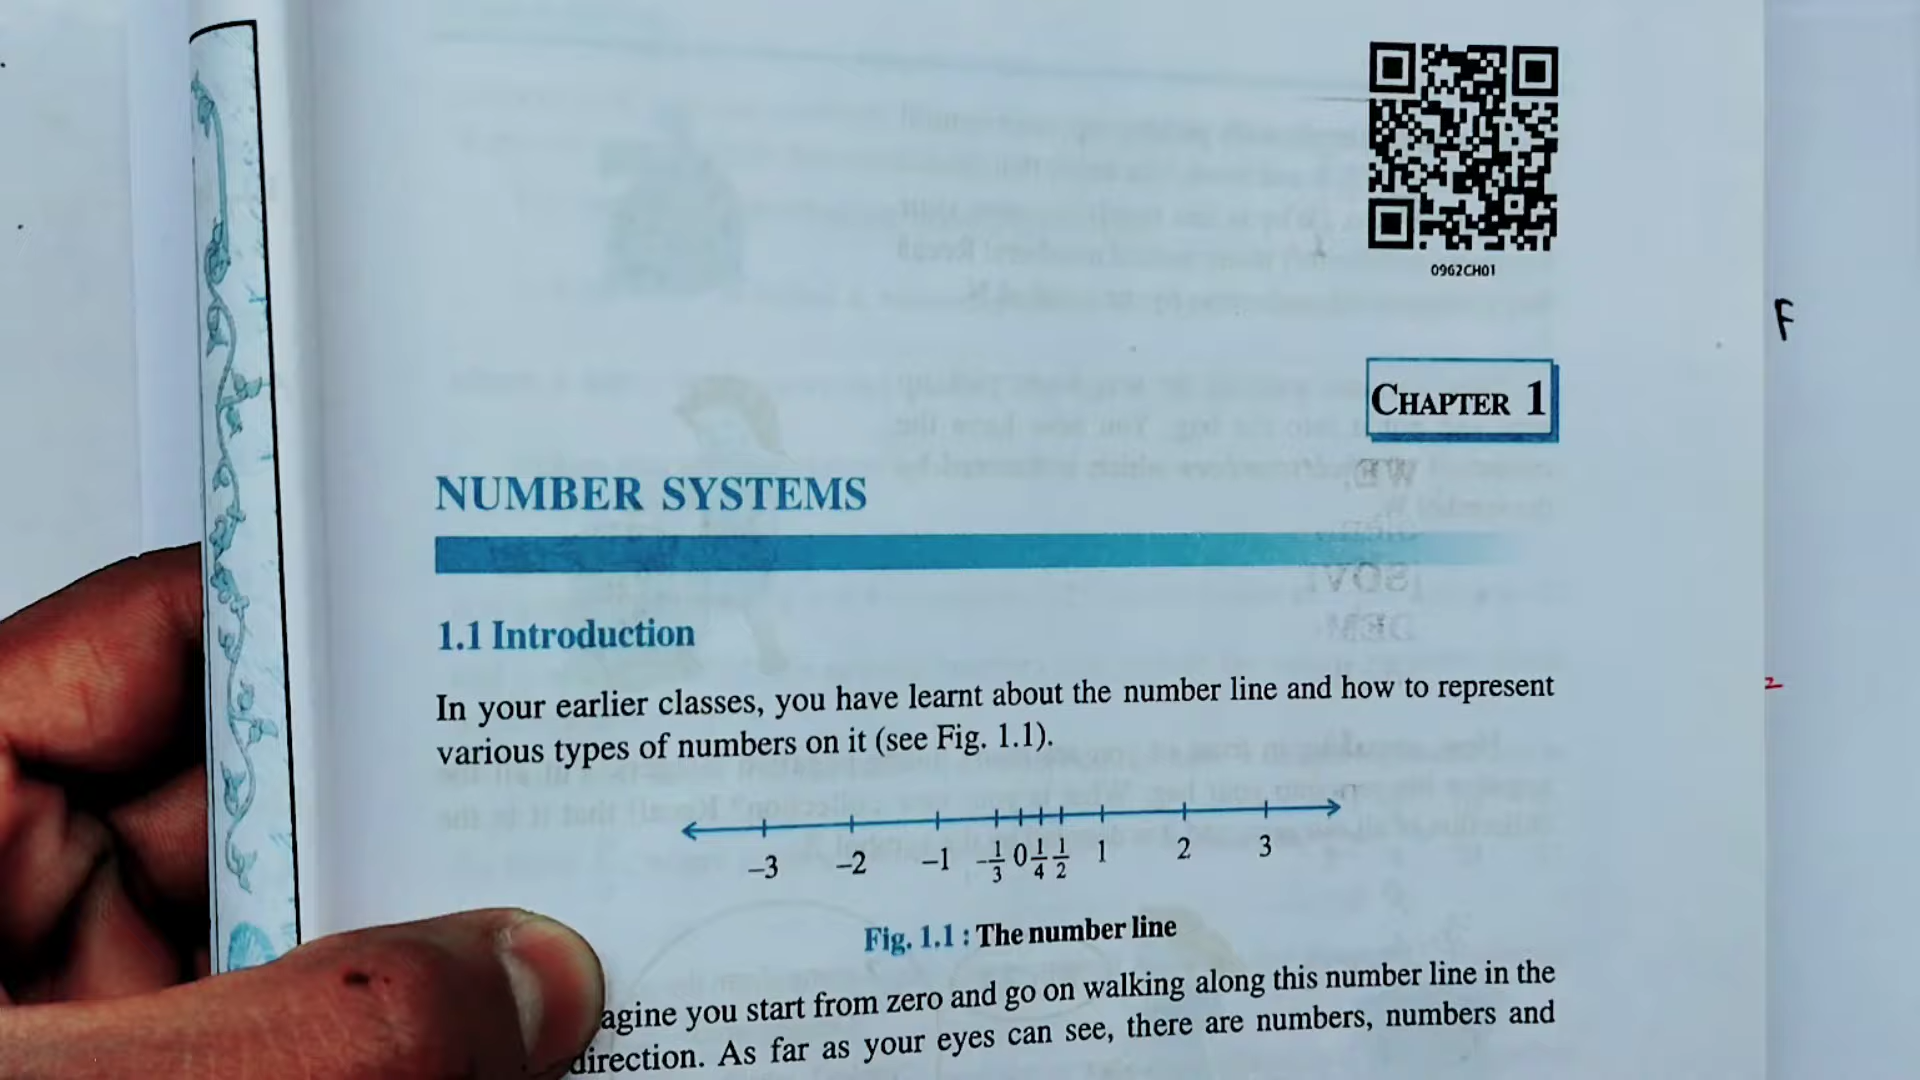 0962CH01
F
CHAPTER 1
NUMBER SYSTEMS
1.1 Introduction
In your earlier classes, you have learnt about the number line and how to represent
various types of numbers on it (see Fig. 1.1).
–3 –2 –1 -1/3 0 1/4 1/2 1 2 3
Fig. 1.1 : The number line
agine you start from zero and go on walking along this number line in the
direction. As far as your eyes can see, there are numbers, numbers and